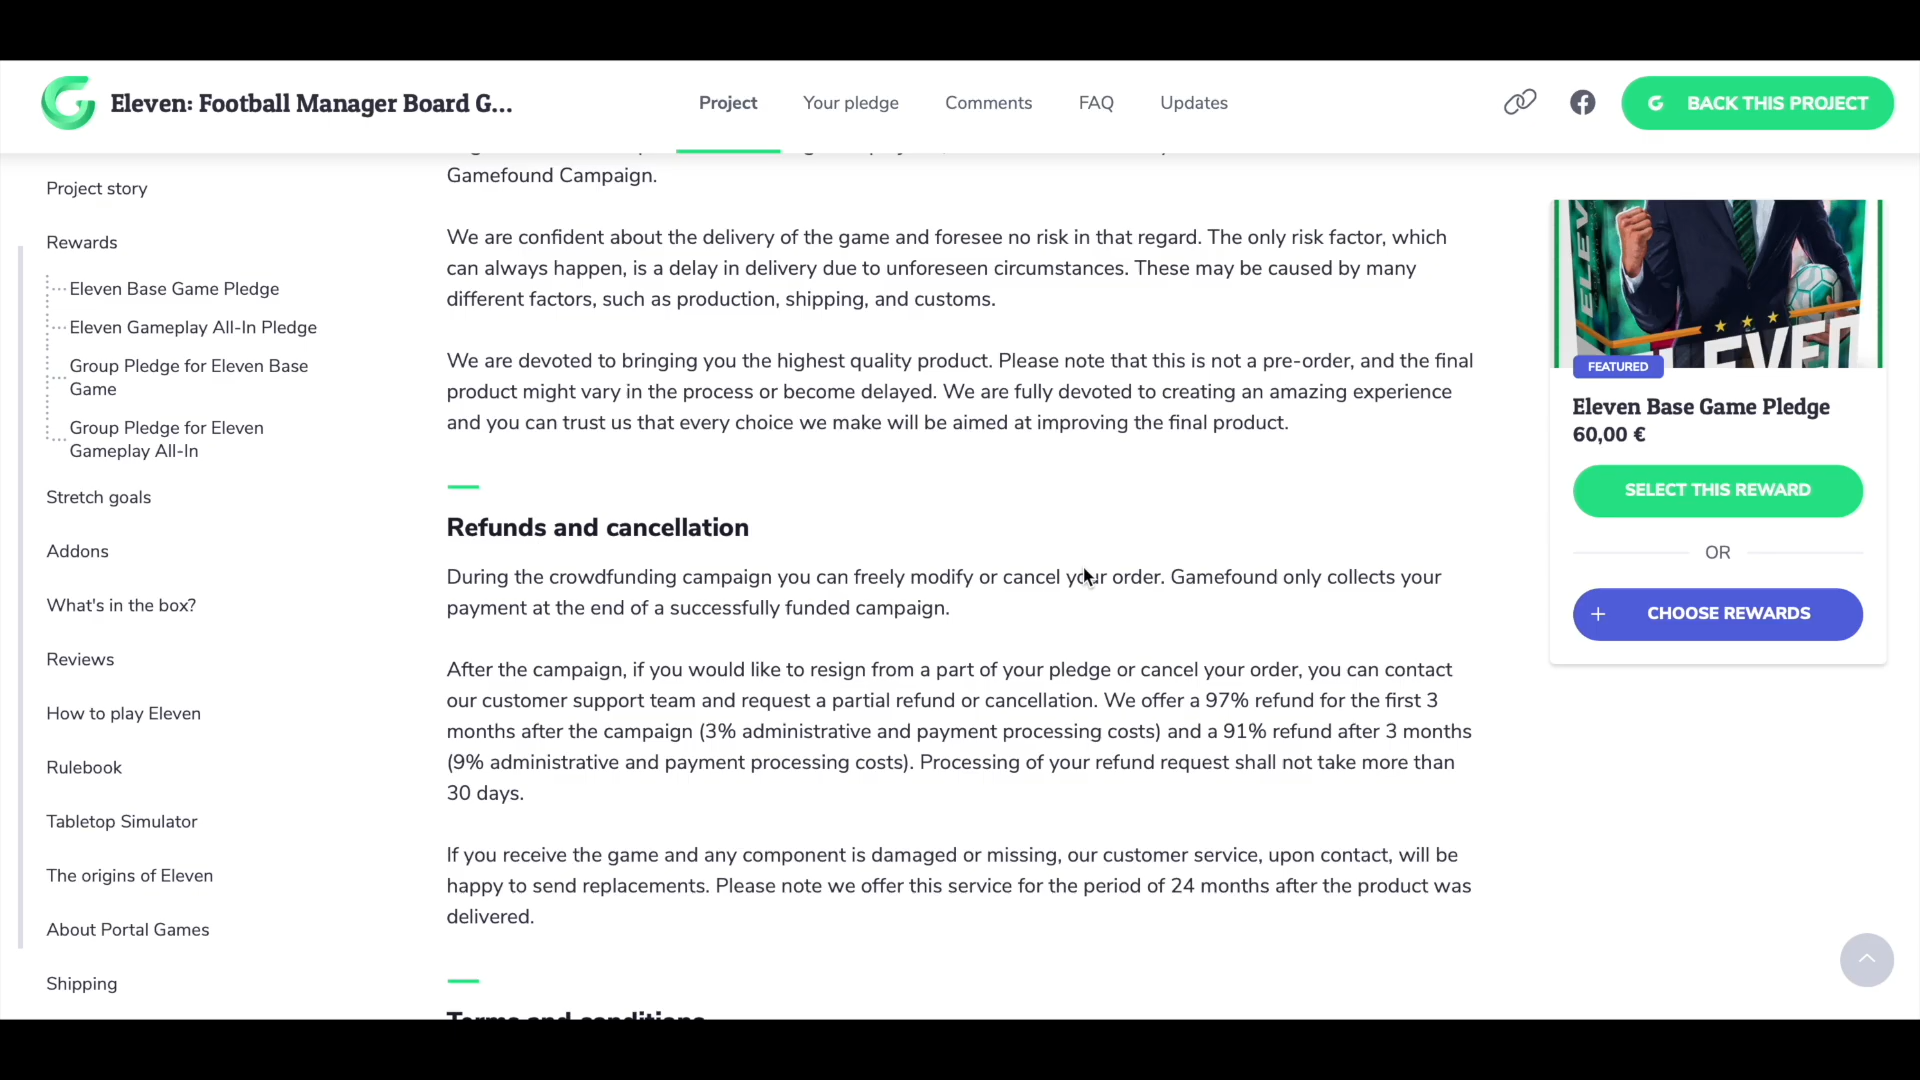 Eleven: Football Manager Board G...
Project
Your pledge
Comments
FAQ
Updates
BACK THIS PROJECT
Project story
Rewards
Eleven Base Game Pledge
Eleven Gameplay All-In Pledge
Group Pledge for Eleven Base
Game
Group Pledge for Eleven
Gameplay All-In
Stretch goals
Addons
What's in the box?
Reviews
How to play Eleven
Rulebook
Tabletop Simulator
The origins of Eleven
About Portal Games
Shipping
Gamefound Campaign.
We are confident about the delivery of the game and foresee no risk in that regard. The only risk factor, which
can always happen, is a delay in delivery due to unforeseen circumstances. These may be caused by many
different factors, such as production, shipping, and customs.
We are devoted to bringing you the highest quality product. Please note that this is not a pre-order, and the final
product might vary in the process or become delayed. We are fully devoted to creating an amazing experience
and you can trust us that every choice we make will be aimed at improving the final product.
Refunds and cancellation
During the crowdfunding campaign you can freely modify or cancel your order. Gamefound only collects your
payment at the end of a successfully funded campaign.
After the campaign, if you would like to resign from a part of your pledge or cancel your order, you can contact
our customer support team and request a partial refund or cancellation. We offer a 97% refund for the first 3
months after the campaign (3% administrative and payment processing costs) and a 91% refund after 3 months
(9% administrative and payment processing costs). Processing of your refund request shall not take more than
30 days.
If you receive the game and any component is damaged or missing, our customer service, upon contact, will be
happy to send replacements. Please note we offer this service for the period of 24 months after the product was
delivered.
Terms and conditions
ELEVEN
FEATURED
Eleven Base Game Pledge
60,00 €
SELECT THIS REWARD
OR
+ CHOOSE REWARDS